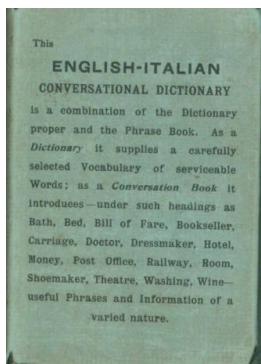 This
ENGLISH-ITALIAN
CONVERSATIONAL DICTIONARY
is a combination of the Dictionary
proper and the Phrase Book. As a
Dictionary it supplies a carefully
selected Vocabulary of serviceable
Words; as a Conversation Book it
introduces—under such headings as
Bath, Bed, Bill of Fare, Bookseller,
Carriage, Doctor, Dressmaker, Hotel,
Money, Post Office, Railway, Room,
Shoemaker, Theatre, Washing, Wine—
useful Phrases and Information of a
varied nature.